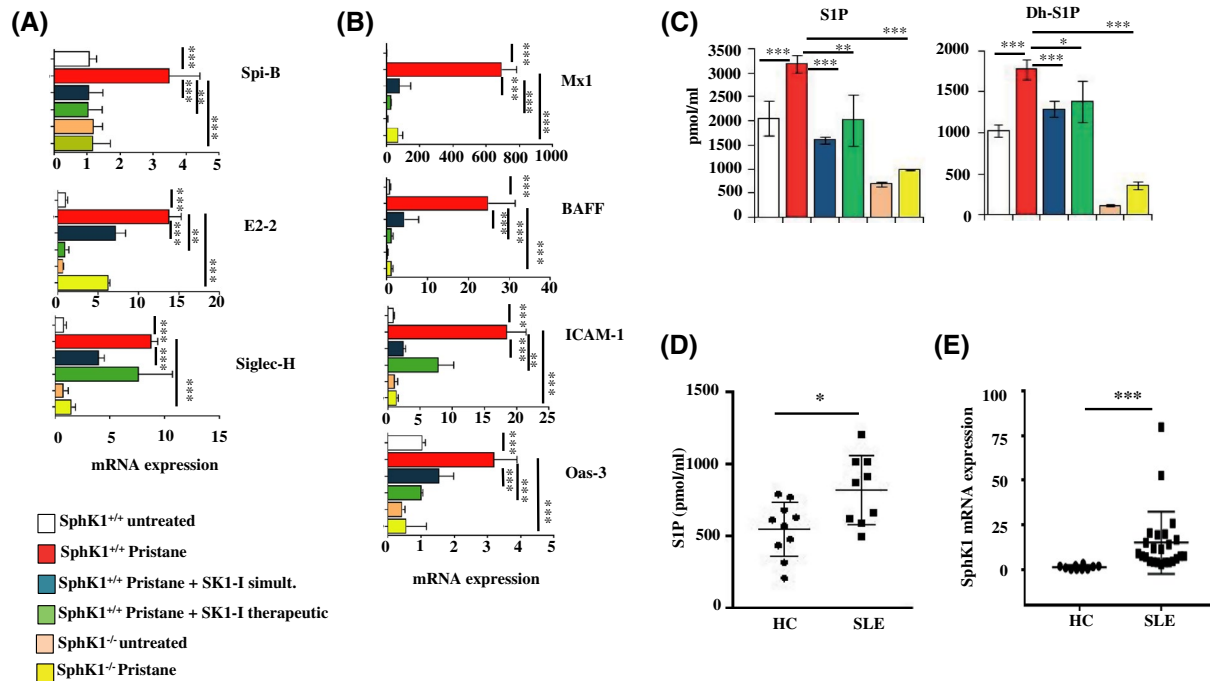 (A)
Spi-B
***
***
**
***
0 1 2 3 4 5
E2-2
***
***
**
***
0 5 10 15 20
Siglec-H
***
***
***
0 5 10 15
mRNA expression
SphK1+/+ untreated
SphK1+/+ Pristane
SphK1+/+ Pristane + SK1-I simult.
SphK1+/+ Pristane + SK1-I therapeutic
SphK1-/- untreated
SphK1-/- Pristane
(B)
Mx1
***
***
***
***
0 200 400 600 800 1000
BAFF
***
***
***
***
0 10 20 30 40
ICAM-1
***
***
**
***
0 5 10 15 20 25
Oas-3
***
***
***
***
0 1 2 3 4 5 6
mRNA expression
(C)
S1P
pmol/ml
3500
3000
2500
2000
1500
1000
500
0
***
**
***
***
Dh-S1P
2000
1500
1000
500
0
***
*
***
***
(D)
S1P (pmol/ml)
1500
1000
500
0
*
HC SLE
(E)
SphK1 mRNA expression
100
75
50
25
0
***
HC SLE